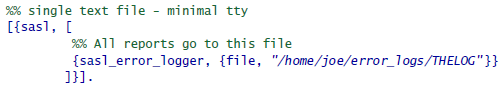 %% single text file - minimal tty
[{sasl, [
%% All reports go to this file
{sasl_error_logger, {file, "/home/joe/error_logs/THELOG"}}
]}].